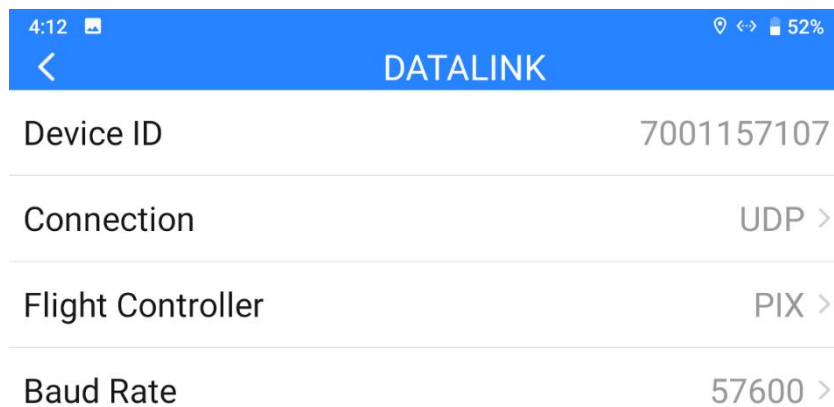 4:12 52%
DATALINK
Device ID 7001157107
Connection UDP
Flight Controller PIX
Baud Rate 57600